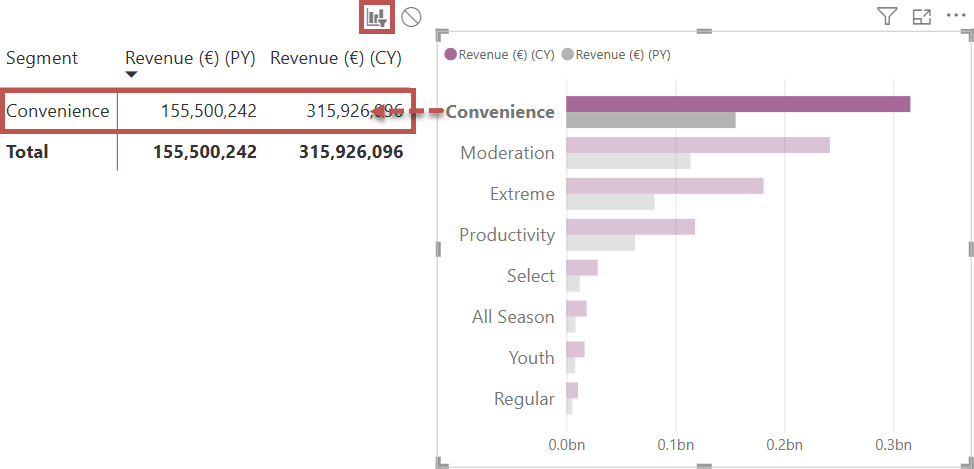 Segment Revenue (€) (PY) Revenue (€) (CY)
Convenience 155,500,242 315,926,096
Total 155,500,242 315,926,096
Revenue (€) (CY) Revenue (€) (PY)
Convenience
Moderation
Extreme
Productivity
Select
All Season
Youth
Regular
0.0bn 0.1bn 0.2bn 0.3bn